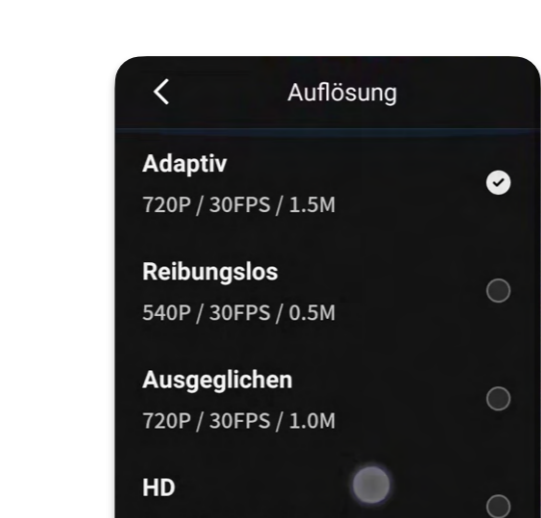 Auflösung
Adaptiv
720P / 30FPS / 1.5M
Reibungslos
540P / 30FPS / 0.5M
Ausgeglichen
720P / 30FPS / 1.0M
HD